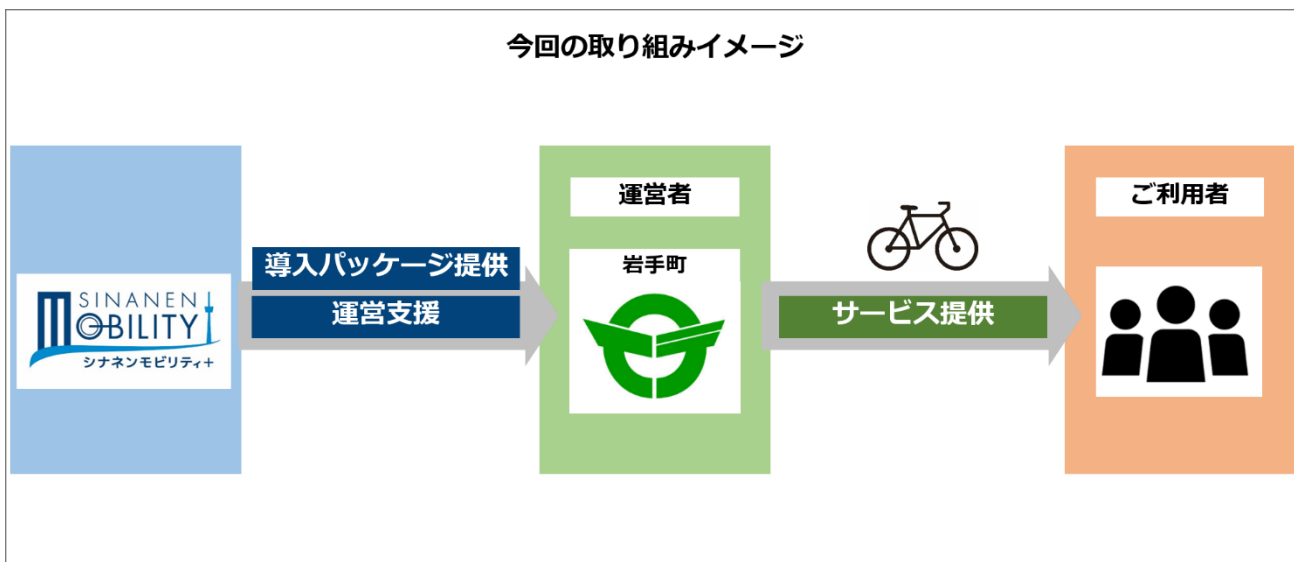 今回の取り組みイメージ
SINANEN
MOBILITY+
シナネンモビリティ+
導入パッケージ提供
運営支援
運営者
岩手町
サービス提供
ご利用者